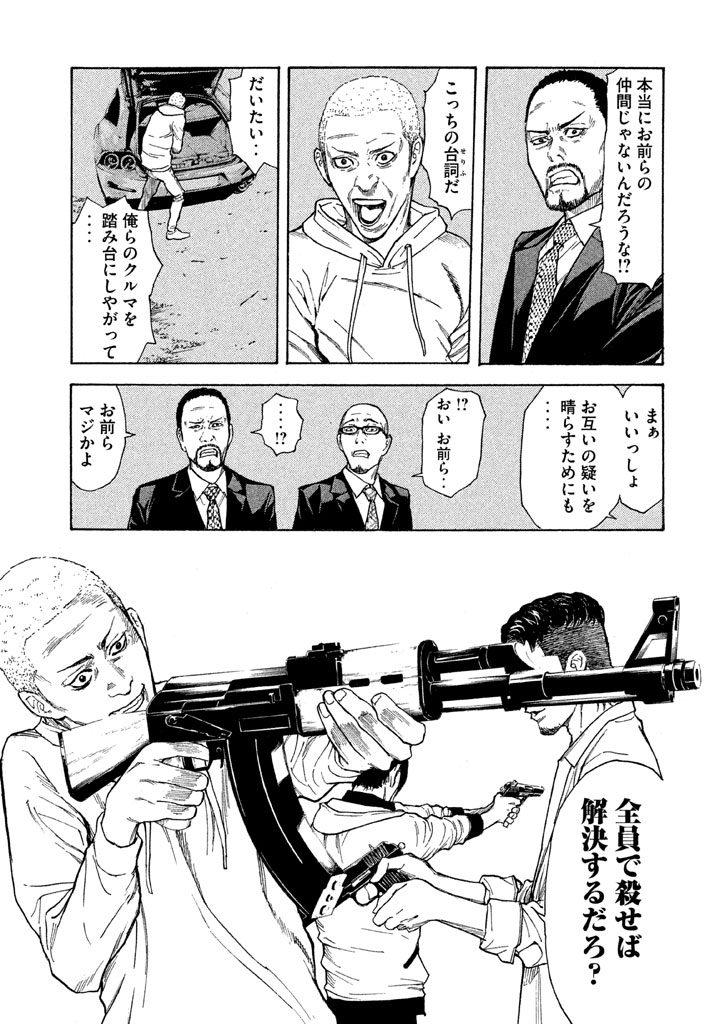 本当にお前らの
仲間じゃないんだろうな!?
こっちの台詞だ
せりふ
だいたい‥
俺らのクルマを
踏み台にしやがって
‥‥
まぁ
いいっしょ
お互いの疑いを
晴らすためにも
‥‥
!?
おい お前ら‥
‥‥!?
お前ら
マジかよ
全員で殺せば
解決するだろ?